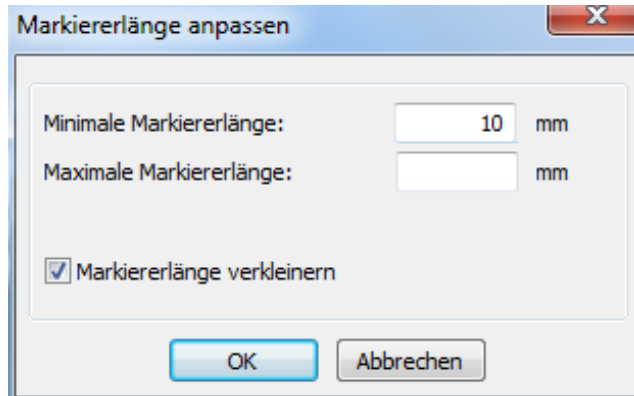 Markiererlänge anpassen
Minimale Markiererlänge: 10 mm
Maximale Markiererlänge: mm
Markiererlänge verkleinern
OK Abbrechen